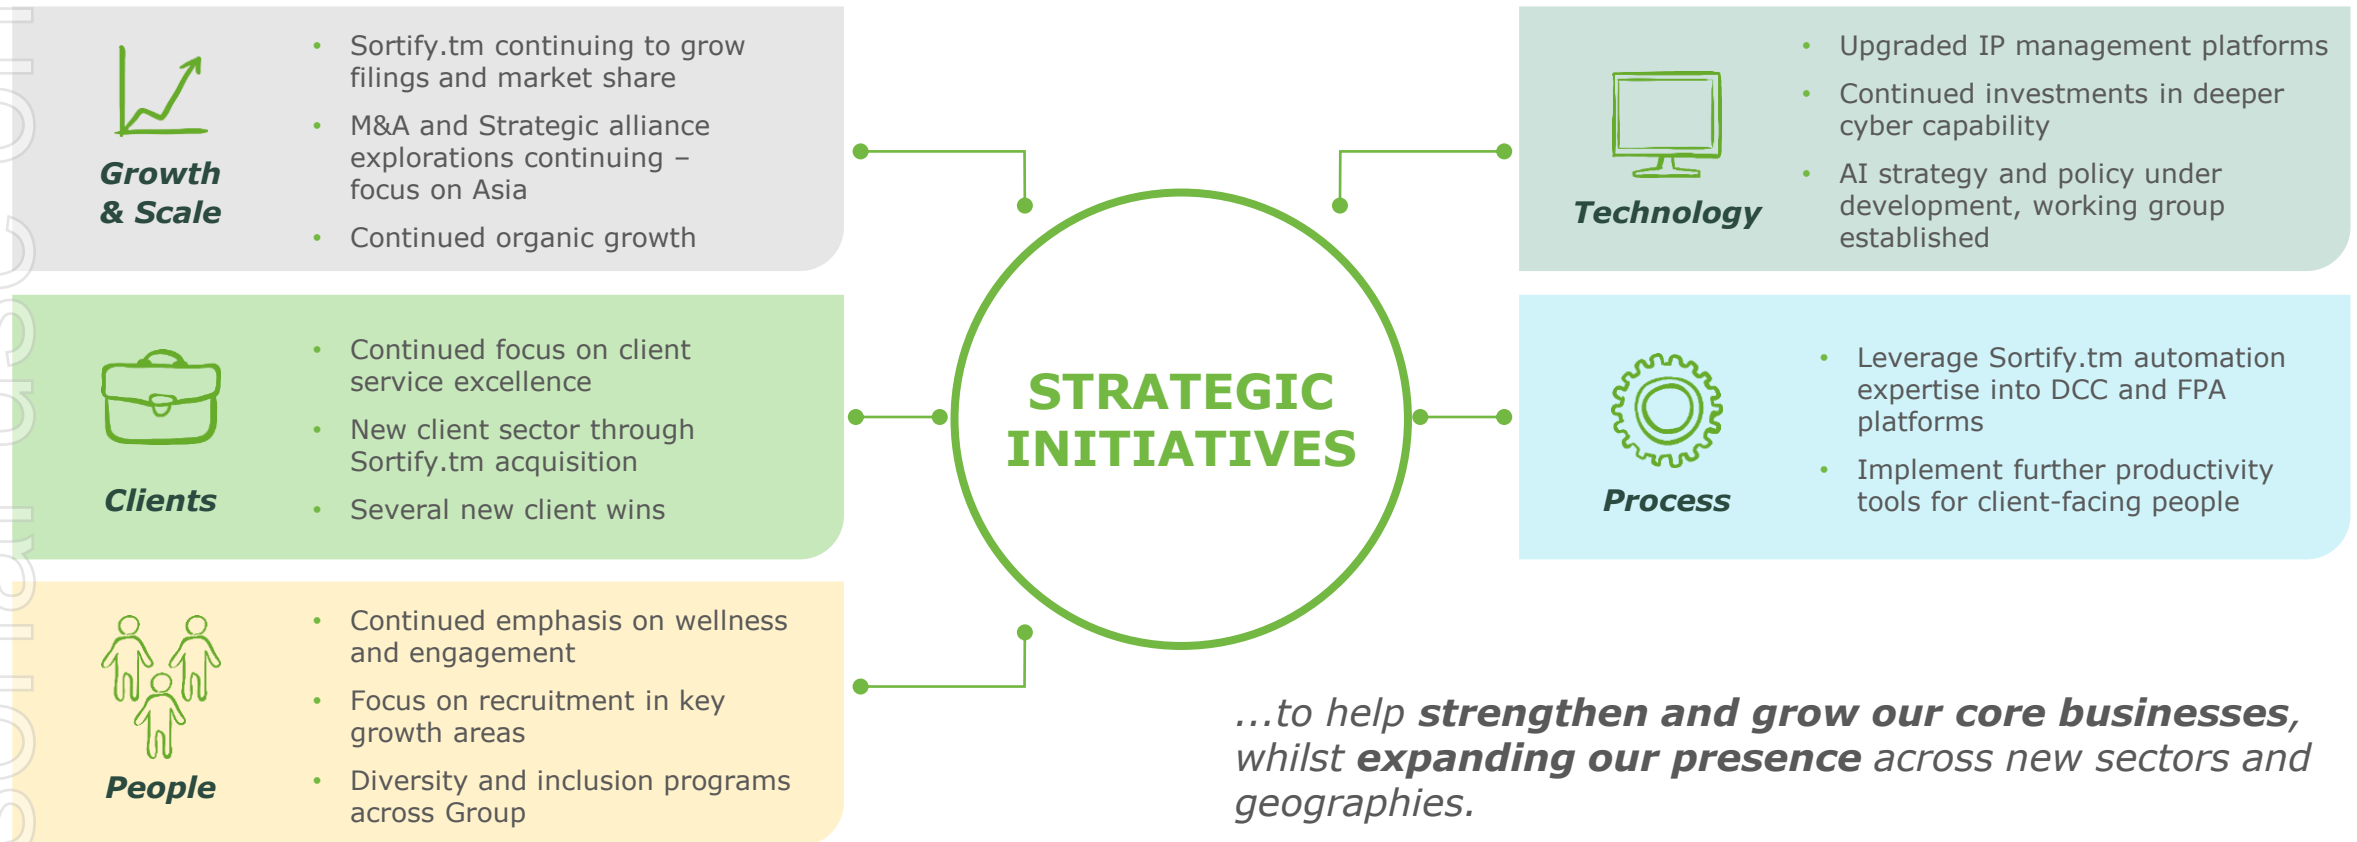 Growth
& Scale
• Sortify.tm continuing to grow
filings and market share
• M&A and Strategic alliance
explorations continuing –
focus on Asia
• Continued organic growth
Clients
• Continued focus on client
service excellence
• New client sector through
Sortify.tm acquisition
• Several new client wins
People
• Continued emphasis on wellness
and engagement
• Focus on recruitment in key
growth areas
• Diversity and inclusion programs
across Group
STRATEGIC
INITIATIVES
Technology
• Upgraded IP management platforms
• Continued investments in deeper
cyber capability
• AI strategy and policy under
development, working group
established
Process
• Leverage Sortify.tm automation
expertise into DCC and FPA
platforms
• Implement further productivity
tools for client-facing people
...to help strengthen and grow our core businesses,
whilst expanding our presence across new sectors and
geographies.